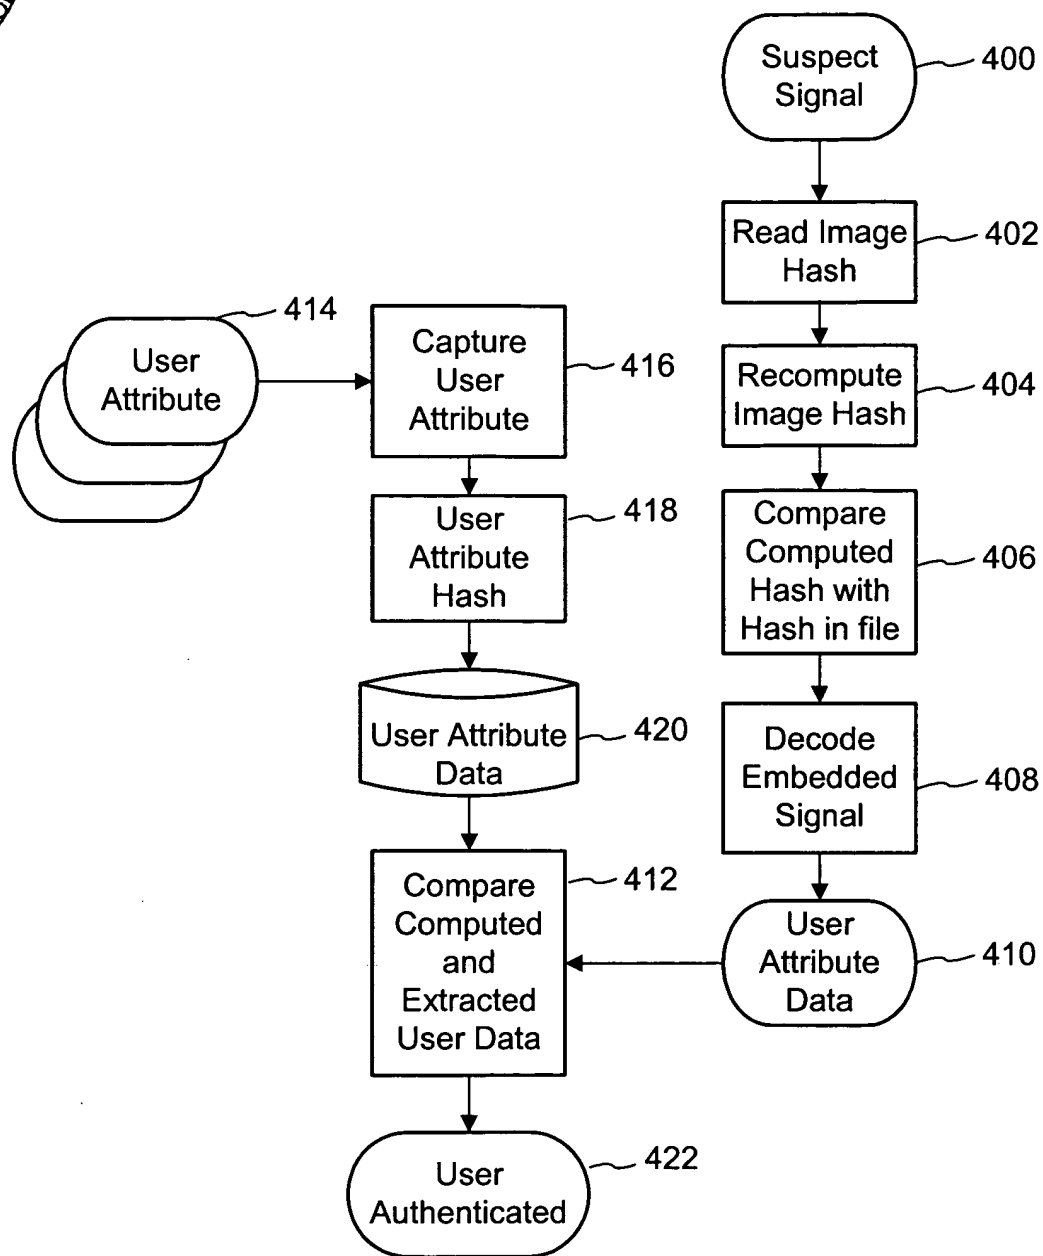 Suspect
Signal
400
Read Image
Hash
402
Recompute
Image Hash
404
Compare
Computed
Hash with
Hash in file
406
Decode
Embedded
Signal
408
User
Attribute
Data
410
User
Attribute
414
Capture
User
Attribute
416
User
Attribute
Hash
418
User Attribute
Data
420
Compare
Computed
and
Extracted
User Data
412
User
Authenticated
422